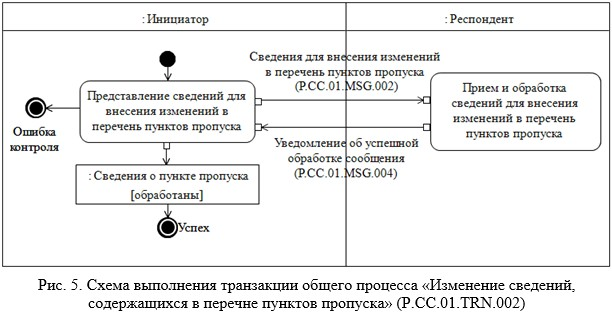 : Инициатор
: Респондент
Сведения для внесения изменений
в перечень пунктов пропуска
(P.CC.01.MSG.002)
Представление сведений для
внесения изменений в
перечень пунктов пропуска
Прием и обработка
сведений для внесения
изменений в перечень
пунктов пропуска
Ошибка
контроля
Уведомление об успешной
обработке сообщения
(P.CC.01.MSG.004)
: Сведения о пункте пропуска
[обработаны]
Успех
Рис. 5. Схема выполнения транзакции общего процесса «Изменение сведений,
содержащихся в перечне пунктов пропуска» (P.CC.01.TRN.002)